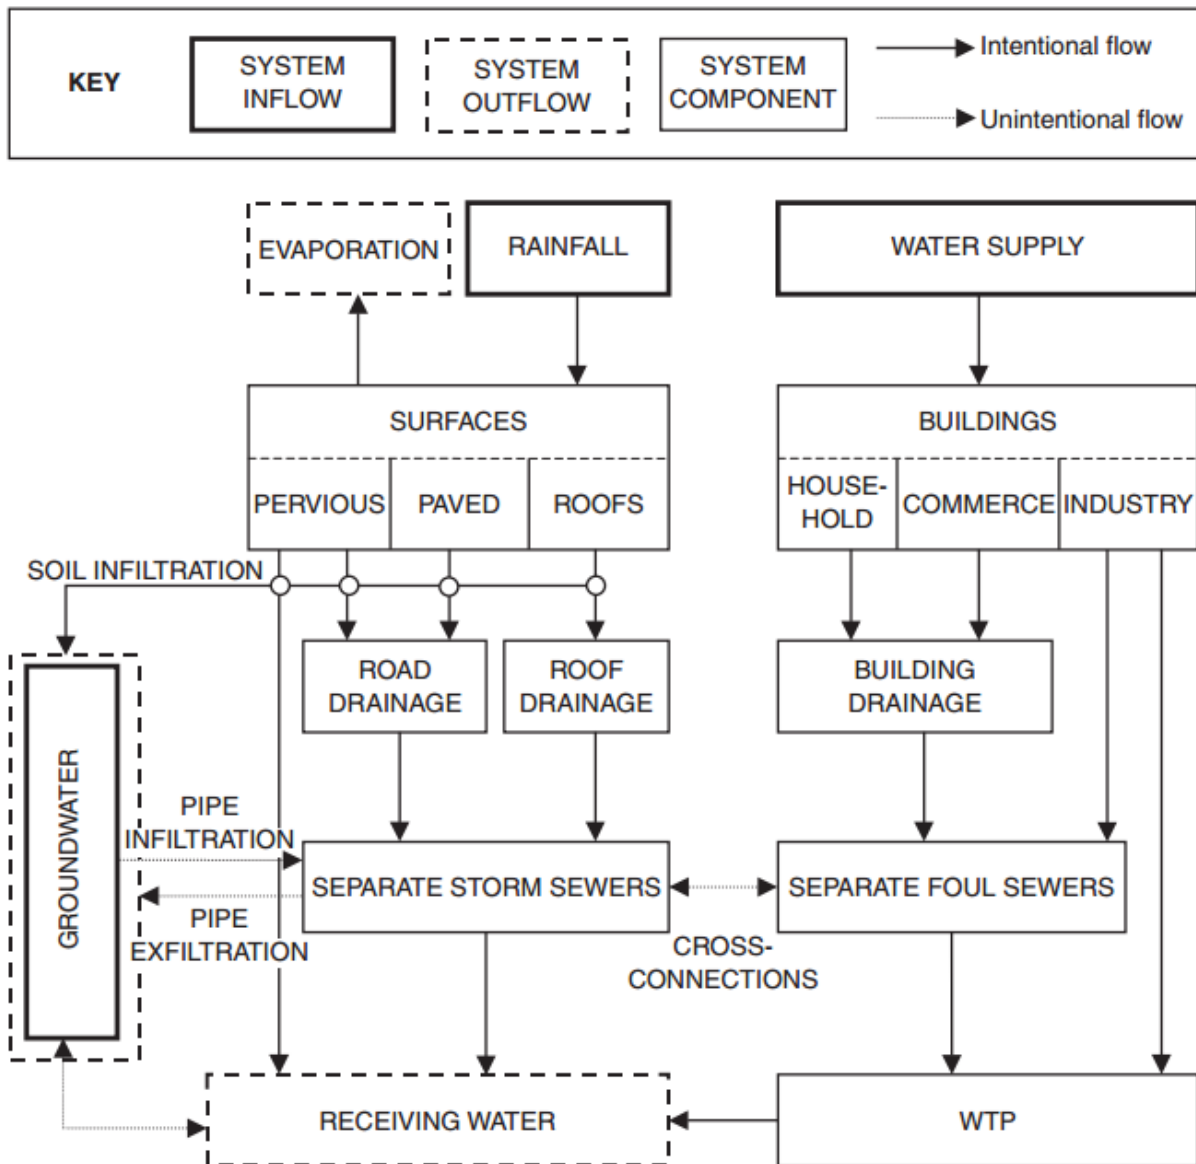 KEY
SYSTEM
INFLOW
SYSTEM
OUTFLOW
SYSTEM
COMPONENT
Intentional flow
Unintentional flow
EVAPORATION
RAINFALL
WATER SUPPLY
SURFACES
BUILDINGS
PERVIOUS
PAVED
ROOFS
HOUSE-
HOLD
COMMERCE
INDUSTRY
SOIL INFILTRATION
ROAD
DRAINAGE
ROOF
DRAINAGE
BUILDING
DRAINAGE
GROUNDWATER
PIPE
INFILTRATION
SEPARATE STORM SEWERS
SEPARATE FOUL SEWERS
PIPE
EXFILTRATION
CROSS-
CONNECTIONS
RECEIVING WATER
WTP